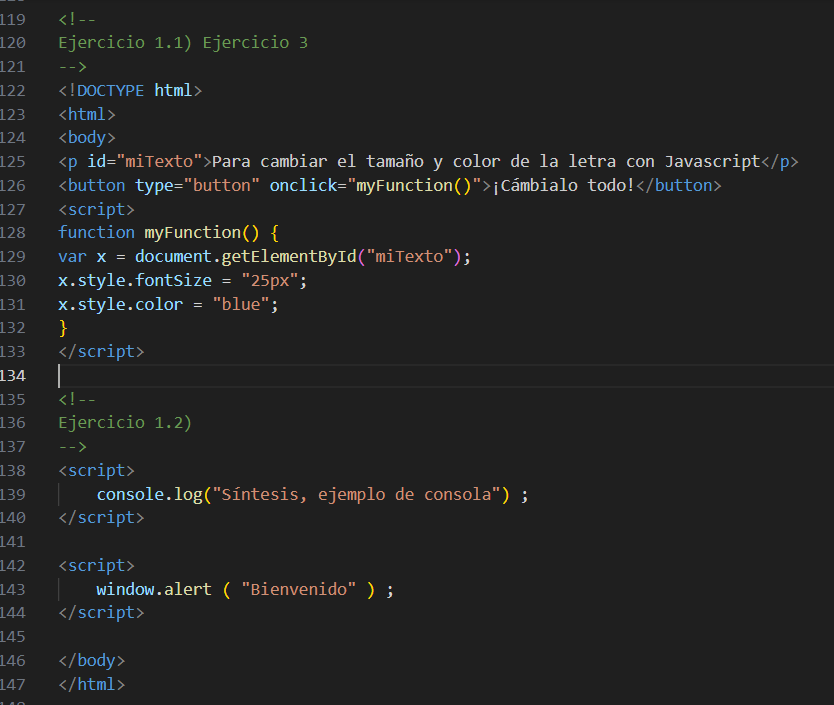 119 <!--
120 Ejercicio 1.1) Ejercicio 3
121 -->
122 <!DOCTYPE html>
123 <html>
124 <body>
125 <p id="miTexto">Para cambiar el tamaño y color de la letra con Javascript</p>
126 <button type="button" onclick="myFunction()">¡Cámbialo todo!</button>
127 <script>
128 function myFunction() {
129 var x = document.getElementById("miTexto");
130 x.style.fontSize = "25px";
131 x.style.color = "blue";
132 }
133 </script>
134
135 <!--
136 Ejercicio 1.2)
137 -->
138 <script>
139     console.log("Síntesis, ejemplo de consola") ;
140 </script>
141
142 <script>
143     window.alert ( "Bienvenido" ) ;
144 </script>
145
146 </body>
147 </html>